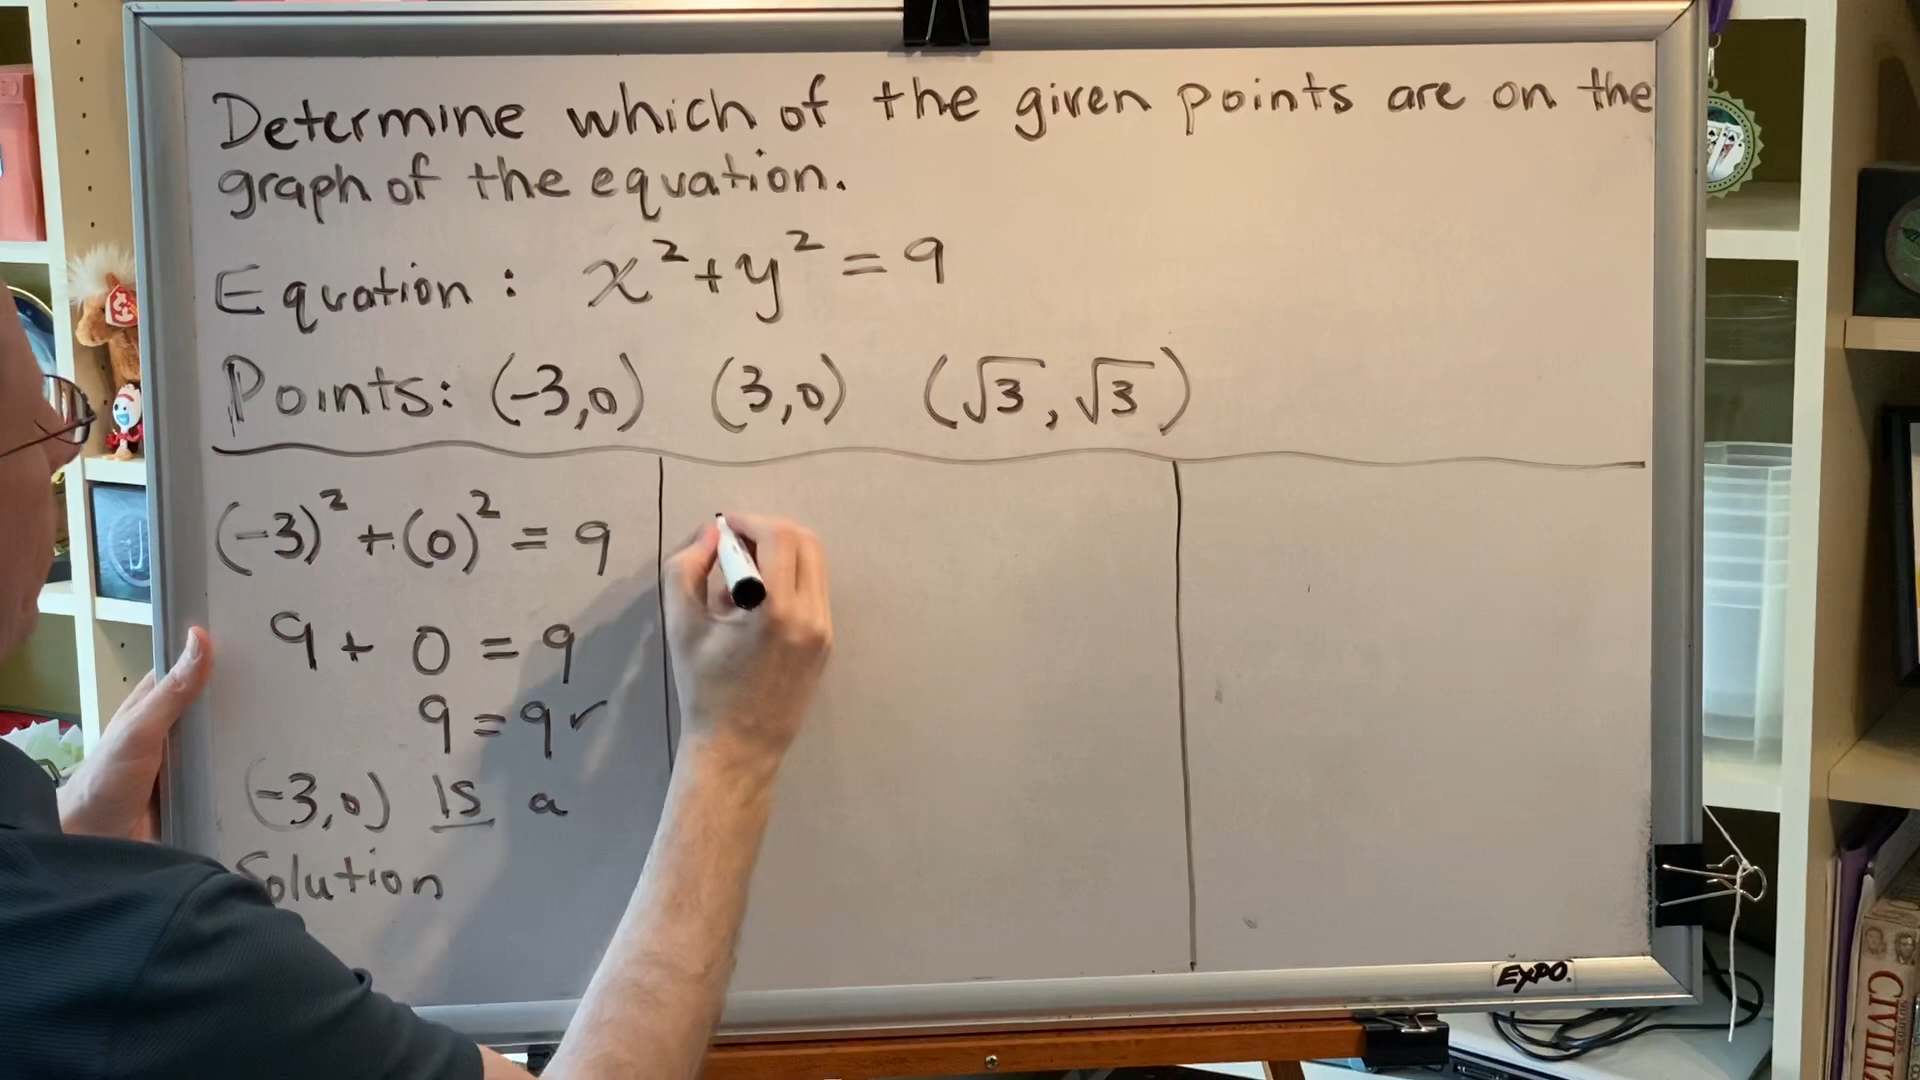 Determine which of the given points are on the
graph of the equation.
Equation: x²+y²=9
Points: (-3,0) (3,0) (√3,√3)
(-3)²+(0)²=9
9+0=9
9=9✓
(-3,0) is a
Solution
EXPO
CIVILIZ
ty